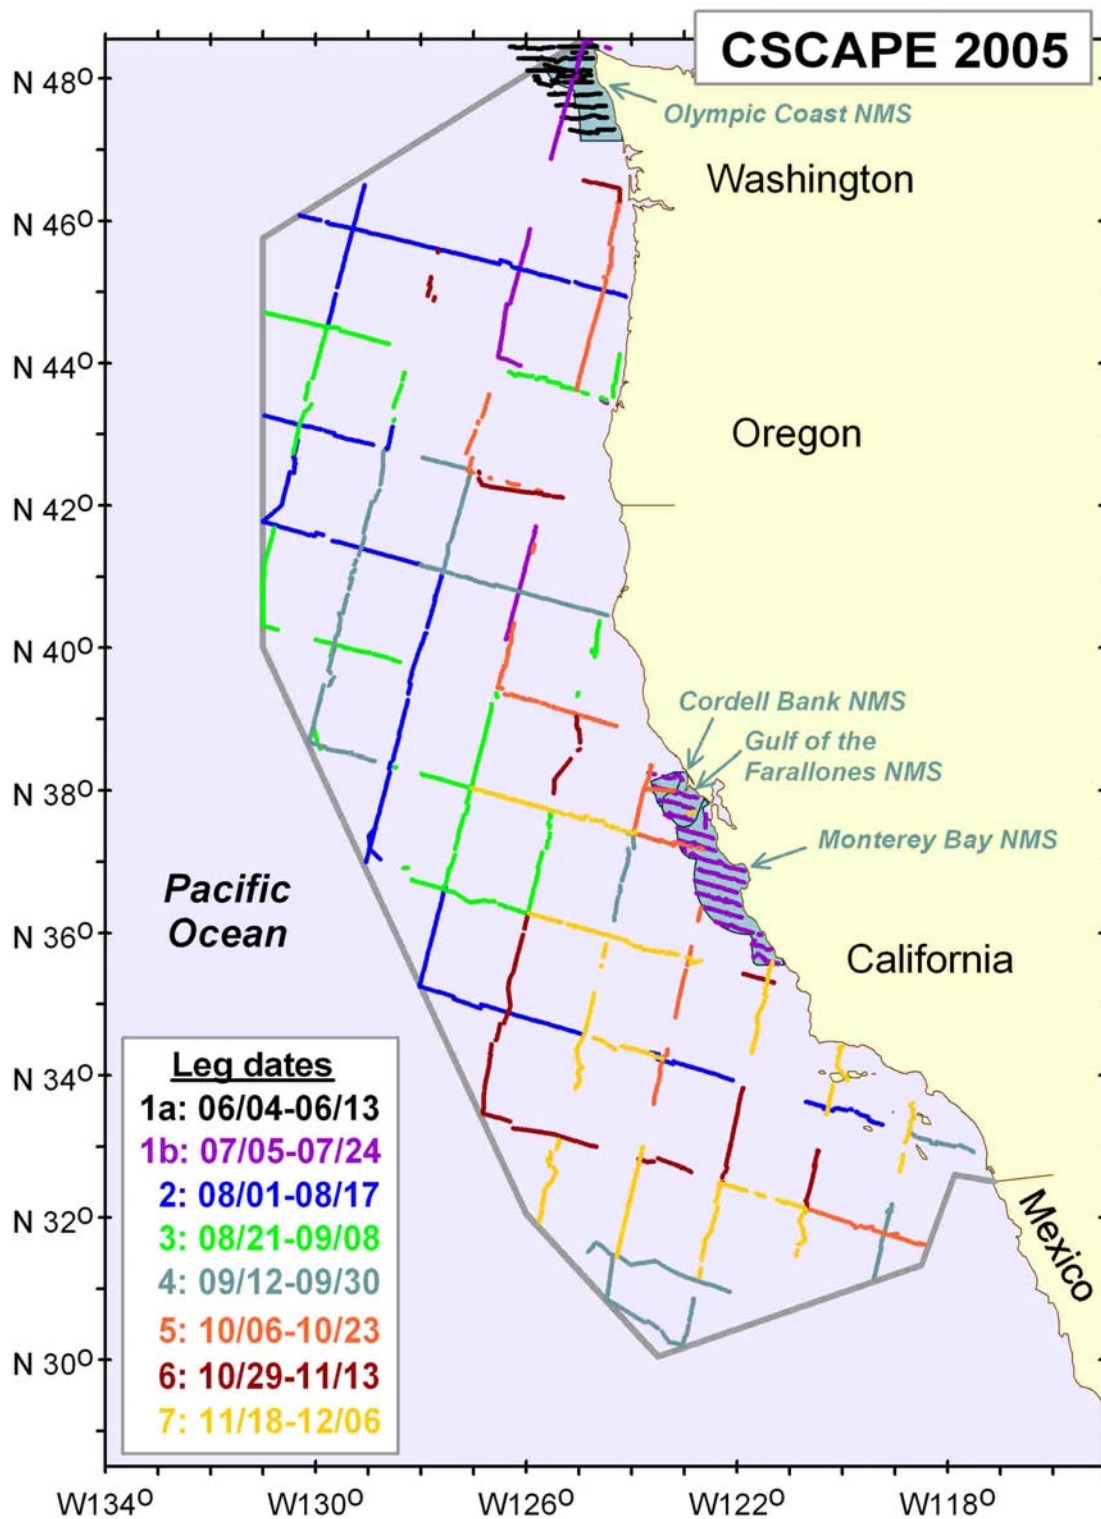 CSCAPE 2005
N 48°
Olympic Coast NMS
Washington
N 46°
N 44°
Oregon
N 42°
N 40°
Cordell Bank NMS
Gulf of the
Farallones NMS
N 38°
Monterey Bay NMS
Pacific
Ocean
N 36°
California
N 34°
Leg dates
1a: 06/04-06/13
1b: 07/05-07/24
2: 08/01-08/17
3: 08/21-09/08
4: 09/12-09/30
5: 10/06-10/23
6: 10/29-11/13
7: 11/18-12/06
N 32°
Mexico
N 30°
W134° W130° W126° W122° W118°